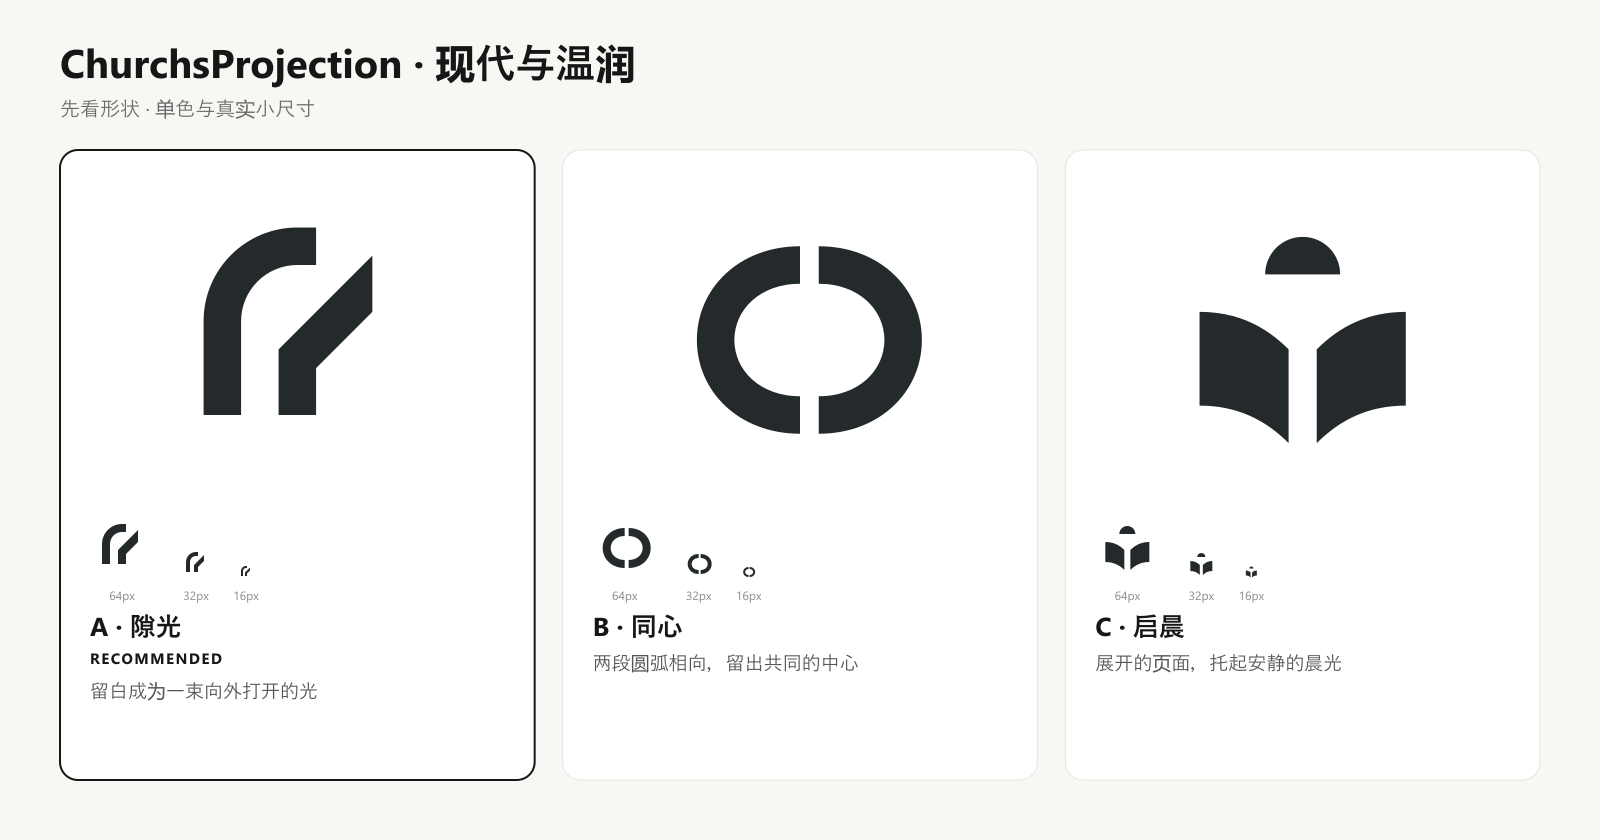 ChurchsProjection · 现代与温润
先看形状 · 单色与真实小尺寸
64px 32px 16px
A · 隙光
RECOMMENDED
留白成为一束向外打开的光
64px 32px 16px
B · 同心
两段圆弧相向，留出共同的中心
64px 32px 16px
C · 启晨
展开的页面，托起安静的晨光